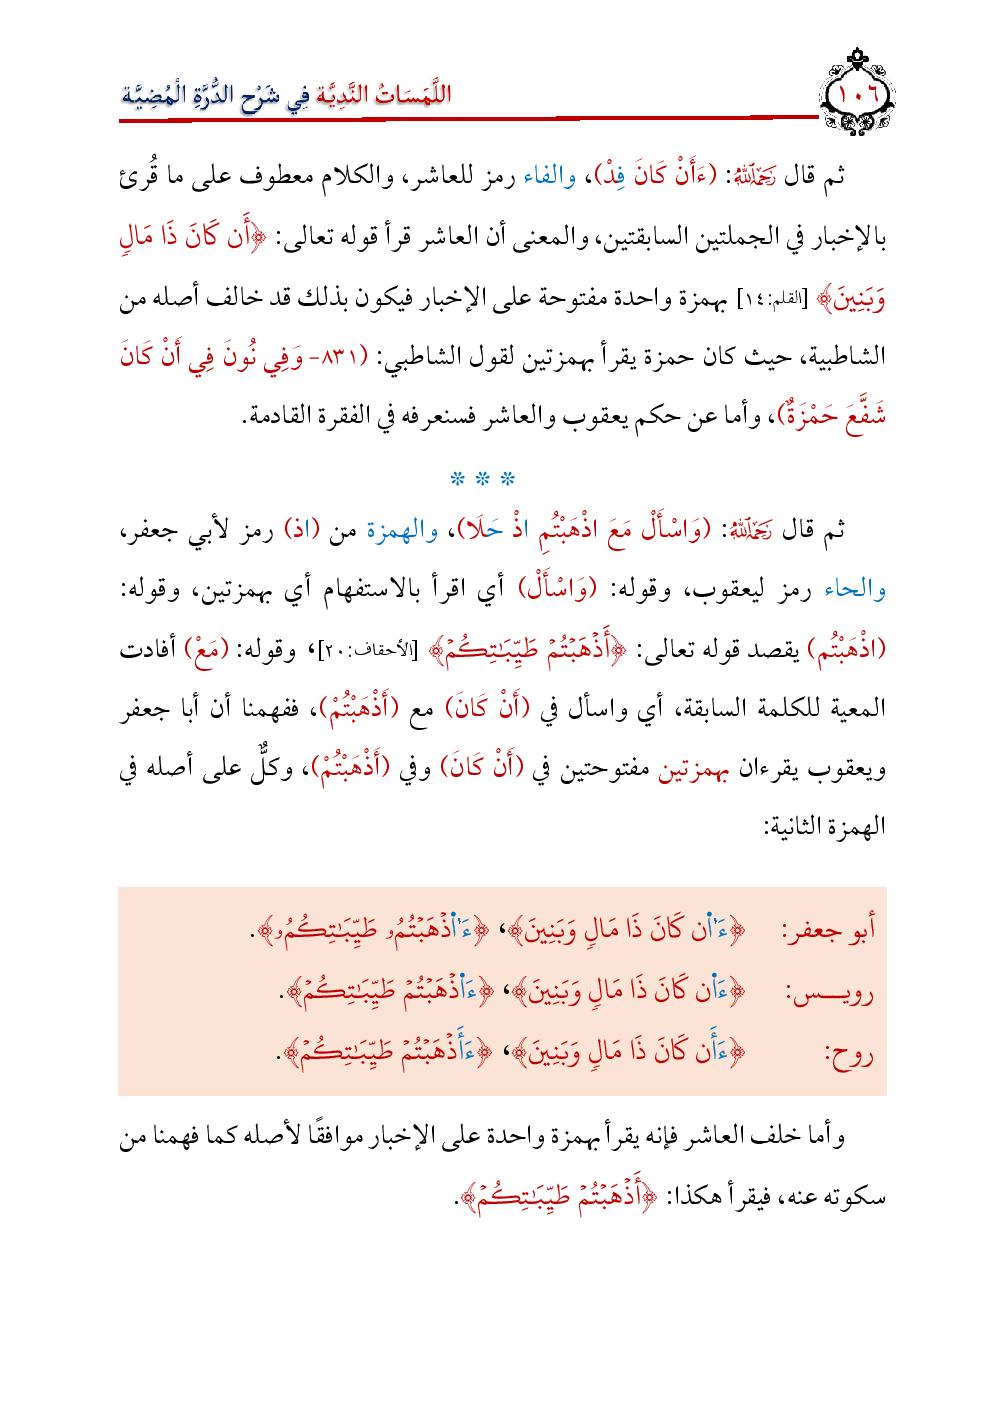 اللَّمَسَاتُ النَّدِيَّة فِي شَرْحِ الدُّرَّةِ الْمُضِيَّة
١٠٦
ثم قال رَحِمَهُ اللَّهُ: (ءَأَنْ كَانَ فِدْ)، والفاء رمز للعاشر، والكلام معطوف على ما قُرئ
بالإخبار في الجملتين السابقتين، والمعنى أن العاشر قرأ قوله تعالى: ﴿أَن كَانَ ذَا مَالٖ
وَبَنِينَ﴾ [القلم:١٤] بهمزة واحدة مفتوحة على الإخبار فيكون بذلك قد خالف أصله من
الشاطبية، حيث كان حمزة يقرأ بهمزتين لقول الشاطبي: (٨٣١- وَفِي نُونَ فِي أَنْ كَانَ
شَفَّعَ حَمْزَةٌ)، وأما عن حكم يعقوب والعاشر فسنعرفه في الفقرة القادمة.
* * *
ثم قال رَحِمَهُ اللَّهُ: (وَاسْأَلْ مَعَ اذْهَبْتُمِ اذْ حَلَا)، والهمزة من (اذ) رمز لأبي جعفر،
والحاء رمز ليعقوب، وقوله: (وَاسْأَلْ) أي اقرأ بالاستفهام أي بهمزتين، وقوله:
(اذْهَبْتُم) يقصد قوله تعالى: ﴿أَذۡهَبۡتُمۡ طَيِّبَٰتِكُمۡ﴾ [الأحقاف:٢٠]، وقوله: (مَعْ) أفادت
المعية للكلمة السابقة، أي واسأل في (أَنْ كَانَ) مع (أَذْهَبْتُمْ)، ففهمنا أن أبا جعفر
ويعقوب يقرءان بهمزتين مفتوحتين في (أَنْ كَانَ) وفي (أَذْهَبْتُمْ)، وكلٌّ على أصله في
الهمزة الثانية:
أبو جعفر: ﴿ءَا۬ن كَانَ ذَا مَالٖ وَبَنِينَ﴾، ﴿ءَا۬ذۡهَبۡتُمُۥ طَيِّبَٰتِكُمُۥ﴾.
رويـــس: ﴿ءَا۬ن كَانَ ذَا مَالٖ وَبَنِينَ﴾، ﴿ءَا۬ذۡهَبۡتُمۡ طَيِّبَٰتِكُمۡ﴾.
روح: ﴿ءَأَن كَانَ ذَا مَالٖ وَبَنِينَ﴾، ﴿ءَأَذۡهَبۡتُمۡ طَيِّبَٰتِكُمۡ﴾.
وأما خلف العاشر فإنه يقرأ بهمزة واحدة على الإخبار موافقًا لأصله كما فهمنا من
سكوته عنه، فيقرأ هكذا: ﴿أَذۡهَبۡتُمۡ طَيِّبَٰتِكُمۡ﴾.